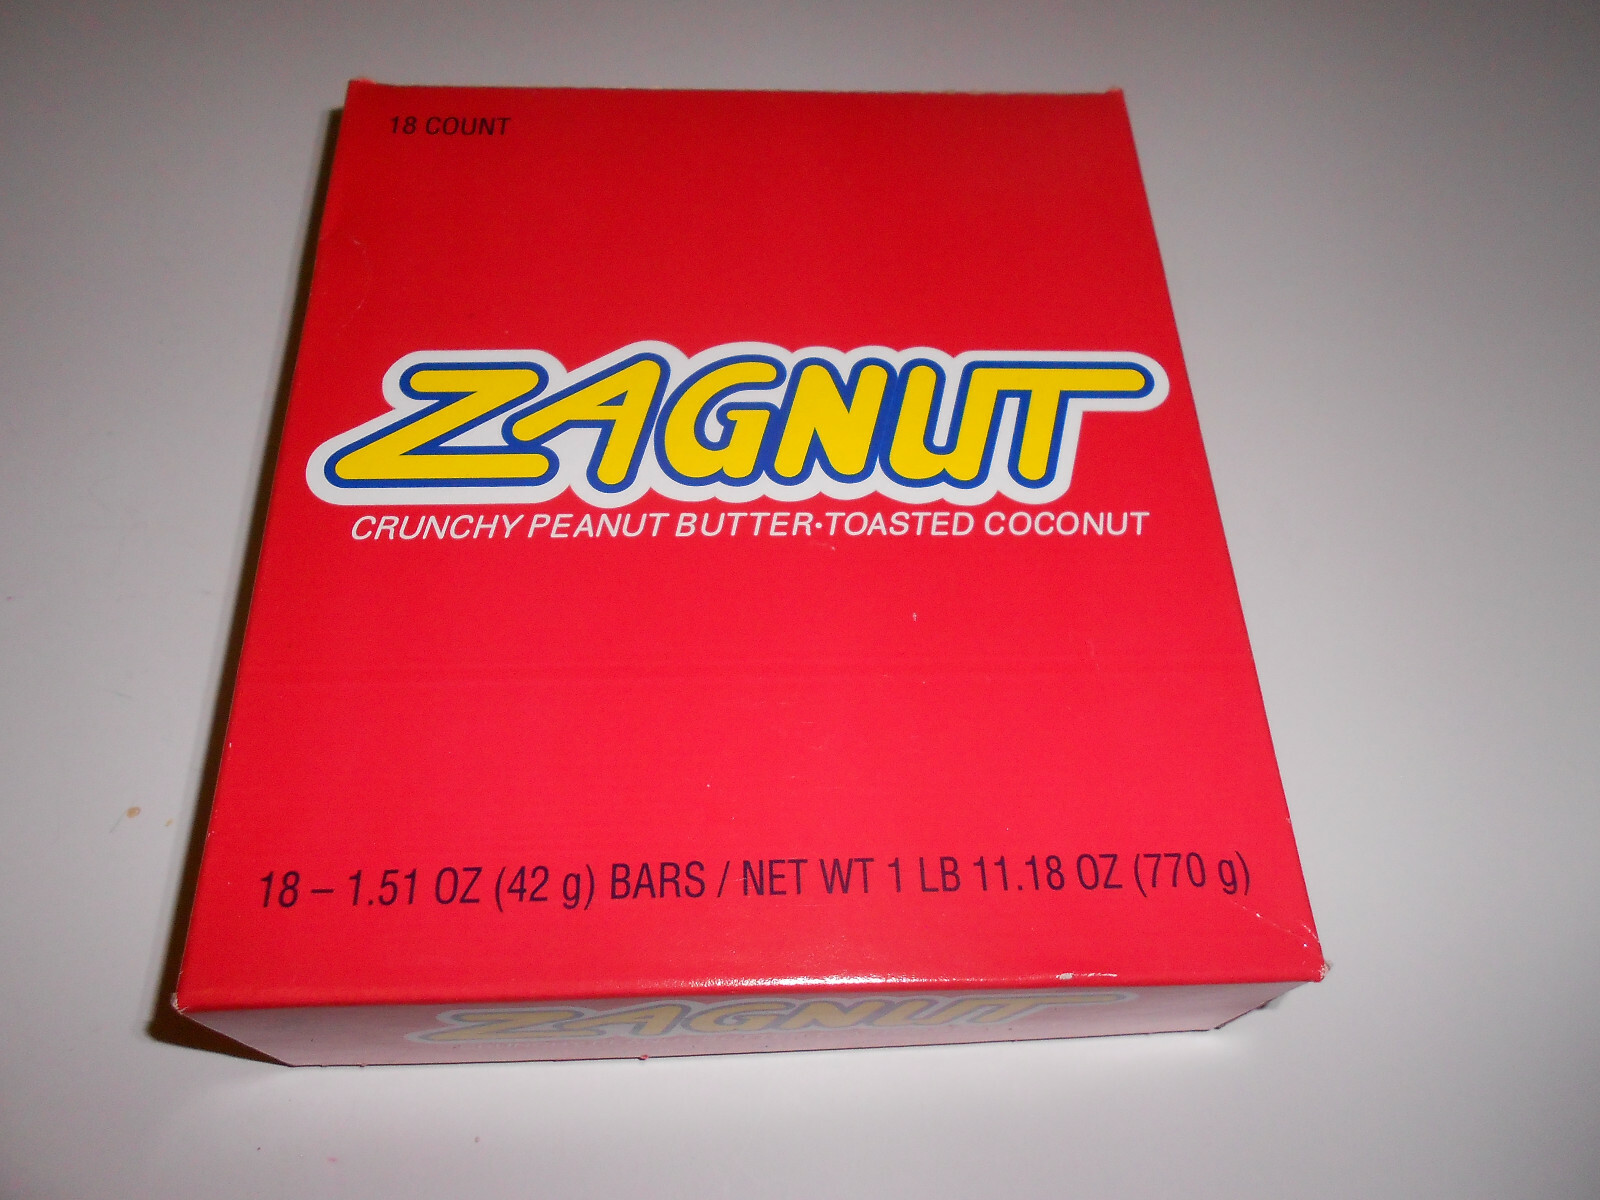 18 COUNT
ZAGNUT
CRUNCHY PEANUT BUTTER•TOASTED COCONUT
18 – 1.51 OZ (42 g) BARS / NET WT 1 LB 11.18 OZ (770 g)
ZAGNUT